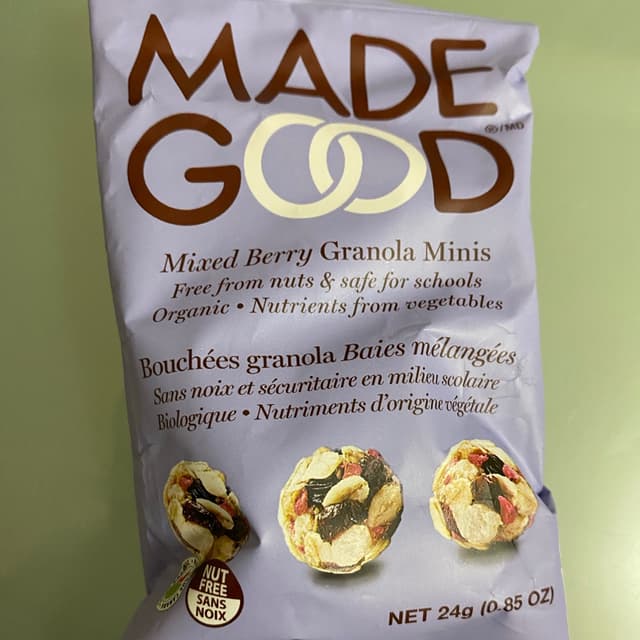 MADE
GOOD
®/MD
Mixed Berry Granola Minis
Free from nuts & safe for schools
Organic • Nutrients from vegetables
Bouchées granola Baies mélangées
Sans noix et sécuritaire en milieu scolaire
Biologique • Nutriments d'origine végétale
NUT
FREE
SANS
NOIX
NET 24g (0.85 OZ)